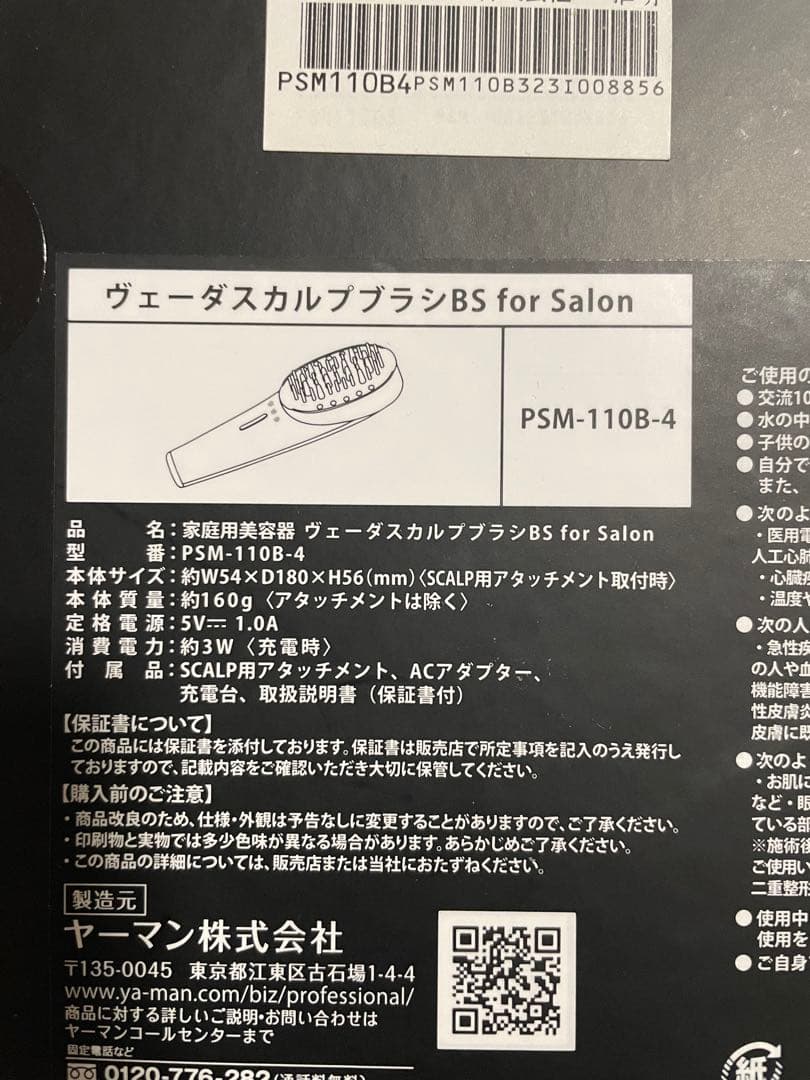 PSM110B4PSM110B323I008856
ヴェーダスカルプブラシBS for Salon
PSM-110B-4
品名：家庭用美容器 ヴェーダスカルプブラシBS for Salon
型番：PSM-110B-4
本体サイズ：約W54×D180×H56(mm)〈SCALP用アタッチメント取付時〉
本体質量：約160g〈アタッチメントは除く〉
定格電源：5V⎓ 1.0A
消費電力：約3W〈充電時〉
付属品：SCALP用アタッチメント、ACアダプター、
充電台、取扱説明書（保証書付）
【保証書について】
この商品には保証書を添付しております。保証書は販売店で所定事項を記入のうえ発行し
ておりますので、記載内容をご確認いただき大切に保管してください。
【購入前のご注意】
・商品改良のため、仕様・外観は予告なしに変更することがありますので、ご了承ください。
・印刷物と実物では多少色味が異なる場合があります。あらかじめご了承ください。
・この商品の詳細については、販売店または当社におたずねください。
製造元
ヤーマン株式会社
〒135-0045 東京都江東区古石場1-4-4
www.ya-man.com/biz/professional/
商品に対する詳しいご説明・お問い合わせは
ヤーマンコールセンターまで
固定電話など
0120-776-282(通話料無料)
ご使用の
●交流10
●水の中
●子供の
●自分で
また、
●次のよ
・医用電
人工心肺
・心臓疾
・温度や
●次の人
・急性疾
の人や血
機能障害
性皮膚炎
皮膚に既
●次のよ
・お肌に
など・眼
ている部
※施術後
ご使用い
二重整形
●使用中
使用を
●ご自身
紙